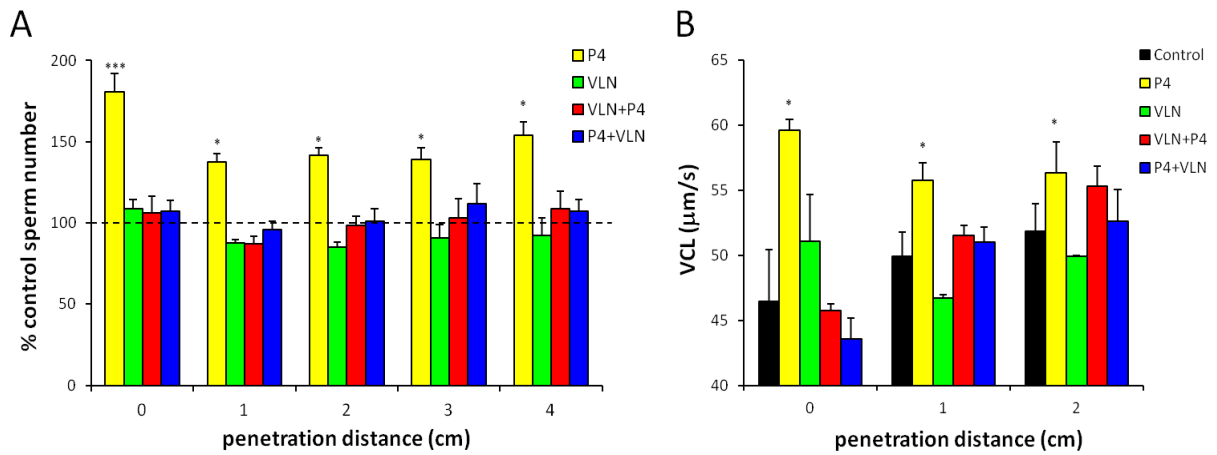 A
% control sperm number
200
150
100
50
0
***
*
*
*
*
P4
VLN
VLN+P4
P4+VLN
0 1 2 3 4
penetration distance (cm)
B
VCL (µm/s)
65
60
55
50
45
40
*
*
*
Control
P4
VLN
VLN+P4
P4+VLN
0 1 2
penetration distance (cm)